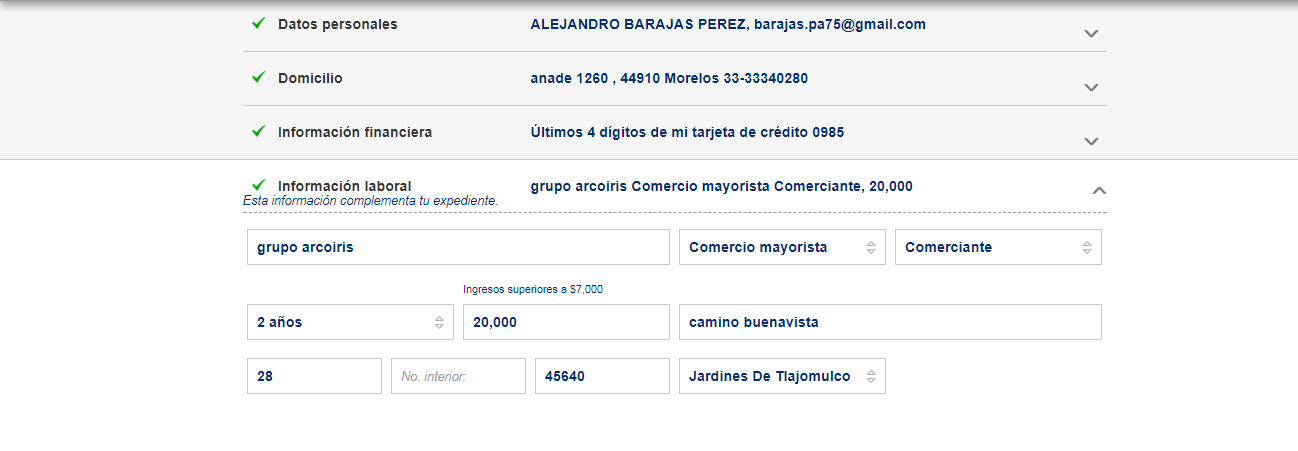 Datos personales ALEJANDRO BARAJAS PEREZ, barajas.pa75@gmail.com
Domicilio anade 1260 , 44910 Morelos 33-33340280
Información financiera Últimos 4 dígitos de mi tarjeta de crédito 0985
Información laboral grupo arcoiris Comercio mayorista Comerciante, 20,000
Esta información complementa tu expediente.
grupo arcoiris Comercio mayorista Comerciante
Ingresos superiores a $7,000
2 años 20,000 camino buenavista
28 No. interior: 45640 Jardines De Tlajomulco